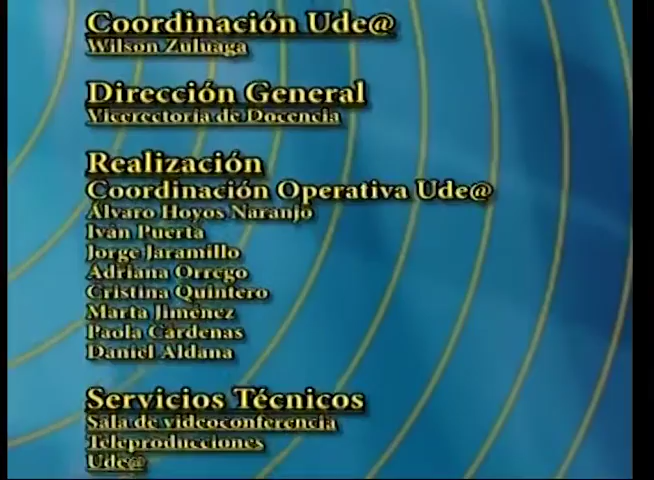 Coordinación Ude@
Wilson Zuluaga
Dirección General
Vicerectoría de Docencia
Realización
Coordinación Operativa Ude@
Álvaro Hoyos Naranjo
Iván Puerta
Jorge Jaramillo
Adriana Orrego
Cristina Quintero
Marta Jiménez
Paola Cárdenas
Daniel Aldana
Servicios Técnicos
Sala de videoconferencia
Teleproducciones
Ude@